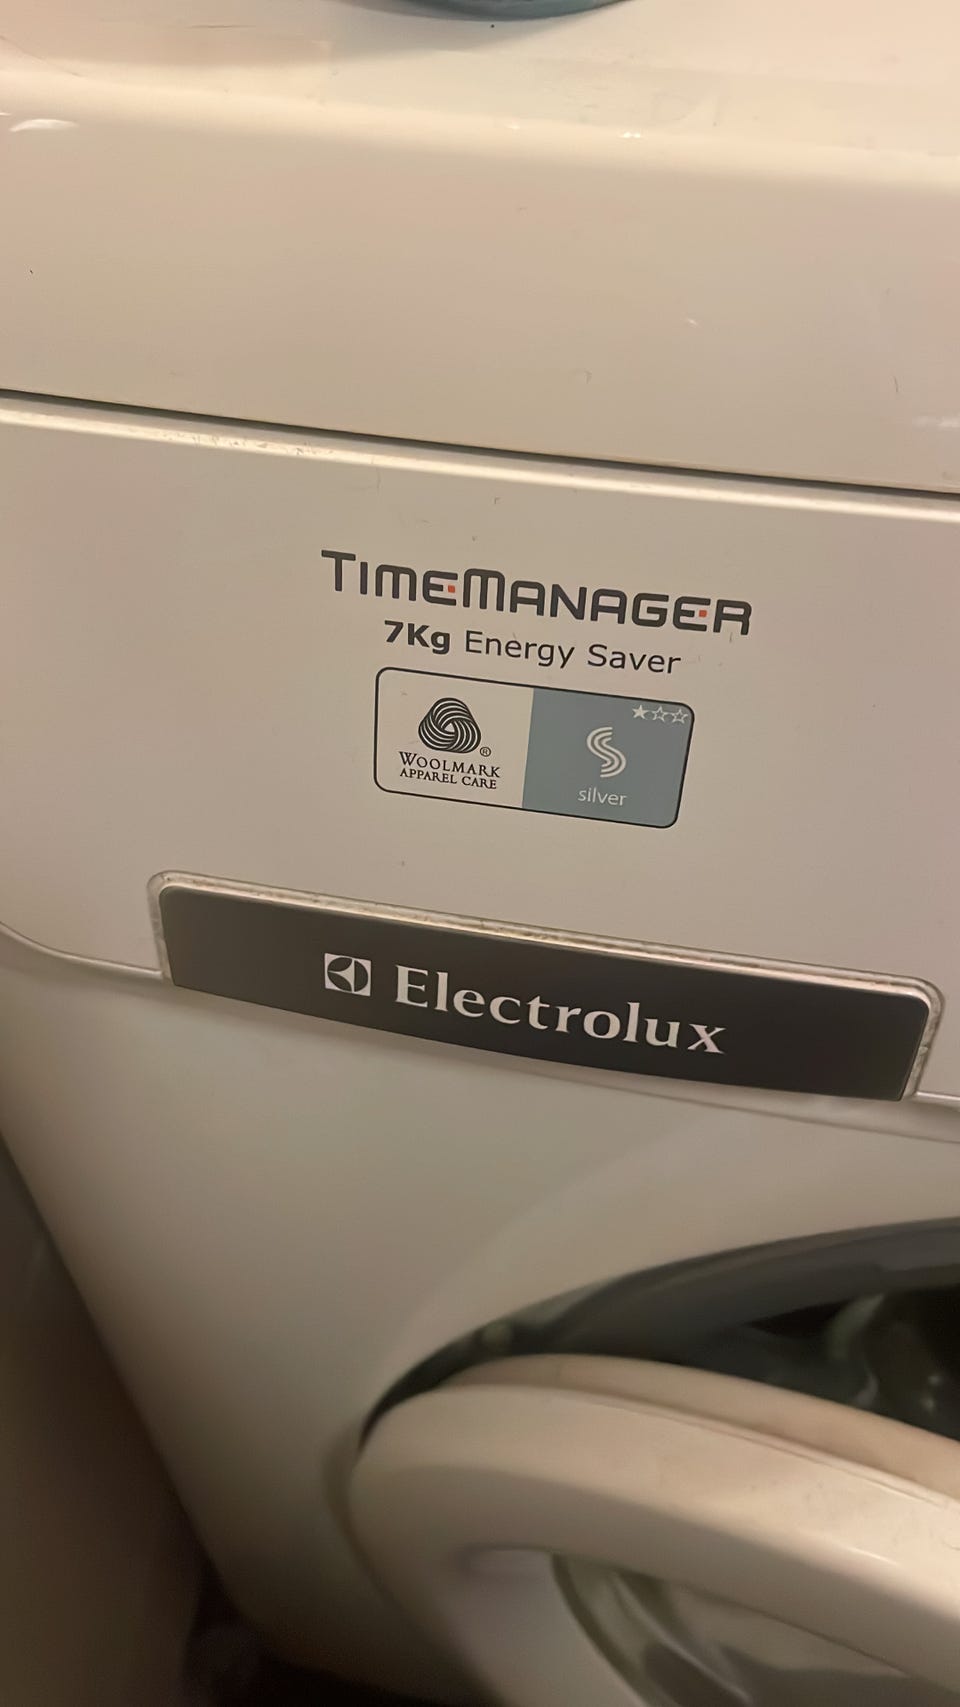 TIMEMANAGER
7Kg Energy Saver
WOOLMARK ®
APPAREL CARE
silver
Electrolux